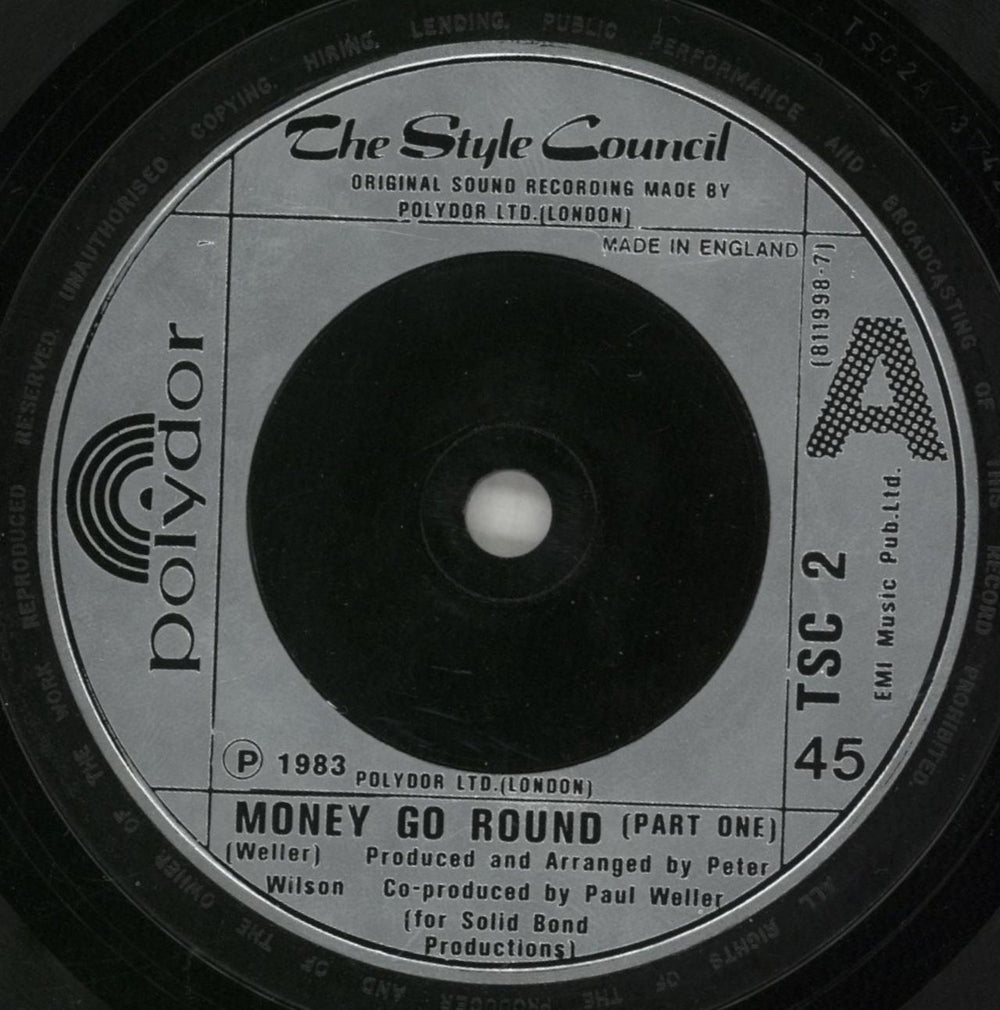 The Style Council
ORIGINAL SOUND RECORDING MADE BY
POLYDOR LTD.(LONDON)
MADE IN ENGLAND
(811998-7)
A
polydor
EMI Music Pub.Ltd.
TSC 2
45
Ⓟ 1983 POLYDOR LTD.(LONDON)
MONEY GO ROUND (PART ONE)
(Weller) Produced and Arranged by Peter
Wilson Co-produced by Paul Weller
(for Solid Bond
Productions)
ALL RIGHTS OF THE PRODUCER AND OF THE OWNER OF THE WORK REPRODUCED RESERVED. UNAUTHORISED COPYING, HIRING, LENDING, PUBLIC PERFORMANCE AND BROADCASTING OF THIS RECORD PROHIBITED.